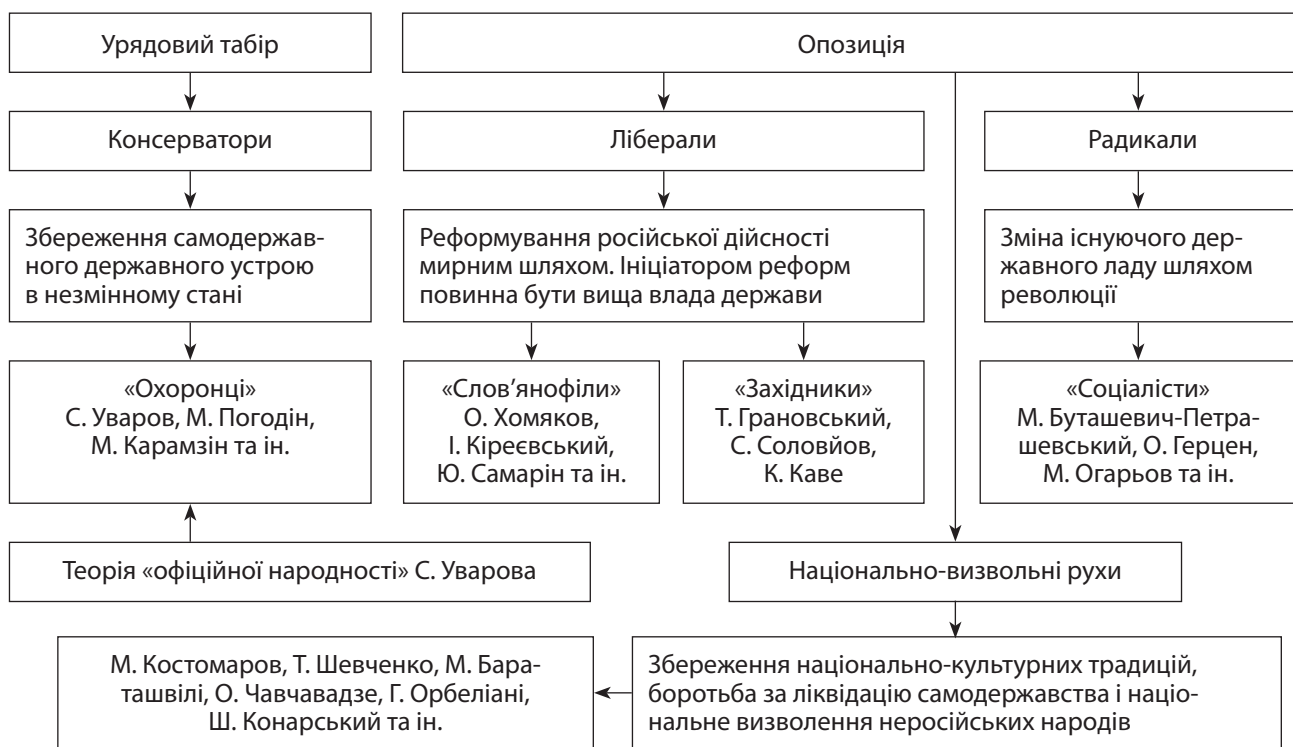 Урядовий табір
Опозиція
Консерватори
Ліберали
Радикали
Збереження самодержав-
ного державного устрою
в незмінному стані
Реформування російської дійсності
мирним шляхом. Ініціатором реформ
повинна бути вища влада держави
Зміна існуючого дер-
жавного ладу шляхом
революції
«Охоронці»
С. Уваров, М. Погодін,
М. Карамзін та ін.
«Слов’янофіли»
О. Хомяков,
І. Кіреєвський,
Ю. Самарін та ін.
«Західники»
Т. Грановський,
С. Соловйов,
К. Каве
«Соціалісти»
М. Буташевич-Петра-
шевський, О. Герцен,
М. Огарьов та ін.
Теорія «офіційної народності» С. Уварова
Національно-визвольні рухи
М. Костомаров, Т. Шевченко, М. Бара-
ташвілі, О. Чавчавадзе, Г. Орбеліані,
Ш. Конарський та ін.
Збереження національно-культурних традицій,
боротьба за ліквідацію самодержавства і націо-
нальне визволення неросійських народів